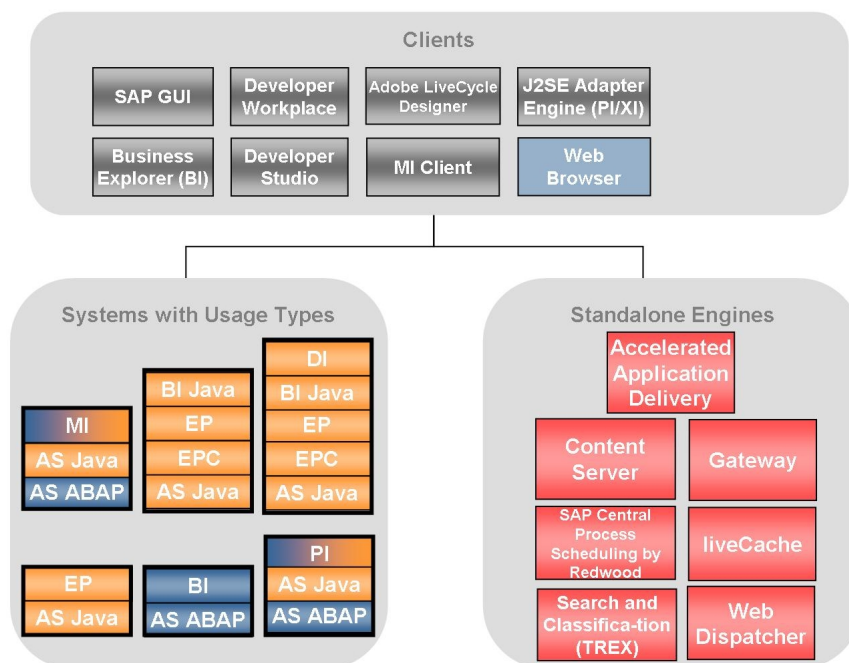 Clients
SAP GUI
Developer
Workplace
Adobe LiveCycle
Designer
J2SE Adapter
Engine (PI/XI)
Business
Explorer (BI)
Developer
Studio
MI Client
Web
Browser
Systems with Usage Types
MI
AS Java
AS ABAP
BI Java
EP
EPC
AS Java
DI
BI Java
EP
EPC
AS Java
EP
AS Java
BI
AS ABAP
PI
AS Java
AS ABAP
Standalone Engines
Accelerated
Application
Delivery
Content
Server
Gateway
SAP Central
Process
Scheduling by
Redwood
liveCache
Search and
Classifica-tion
(TREX)
Web
Dispatcher